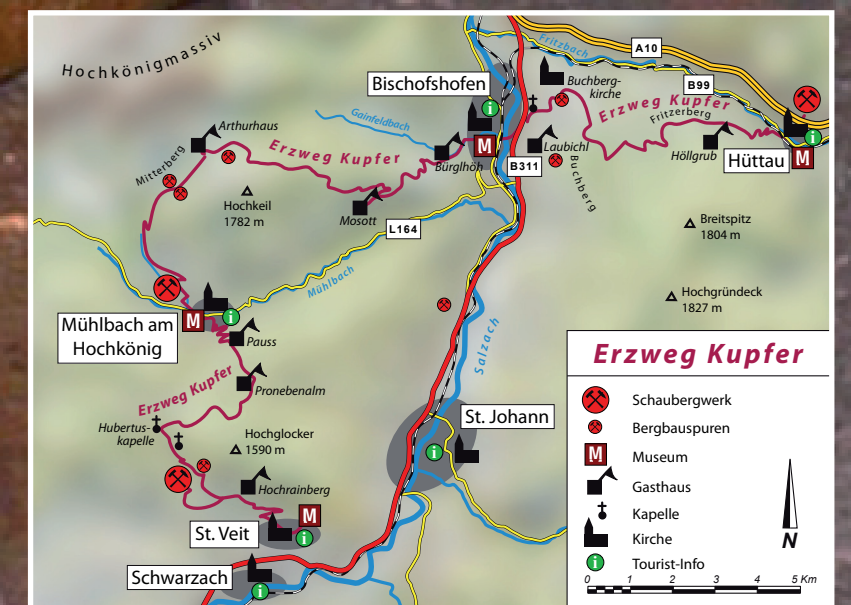 Hochkönigmassiv
Bischofshofen
Fritzbach
A10
Buchberg-
kirche
B99
Gainfeldbach
Arthurhaus
Erzweg Kupfer
Erzweg Kupfer
Fritzerberg
Mitterberg
Bürglhöh
Laubichl
Höllgrub
Hüttau
B311
Buchberg
Hochkeil
1782 m
Mosott
Breitspitz
1804 m
L164
Mühlbach
Hochgründeck
1827 m
Mühlbach am
Hochkönig
Pauss
Salzach
Erzweg Kupfer
Pronebenalm
Hubertus-
kapelle
Hochglocker
1590 m
St. Johann
Hochrainberg
St. Veit
Schwarzach
M
M
M
M
i
i
i
i
i
i
Erzweg Kupfer
Schaubergwerk
Bergbauspuren
M Museum
Gasthaus
Kapelle
Kirche
i Tourist-Info
N
0 1 2 3 4 5 Km